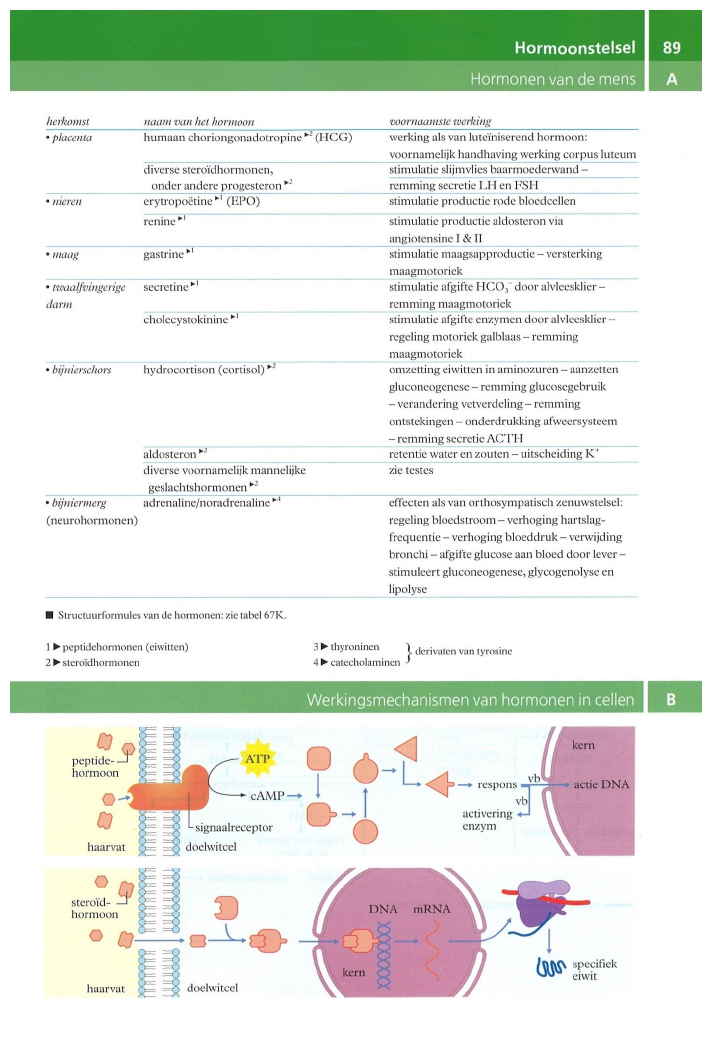 Hormoonstelsel 89
Hormonen van de mens A
herkomst naam van het hormoon voornaamste werking
• placenta humaan choriongonadotropine ►2 (HCG) werking als van luteïniserend hormoon:
voornamelijk handhaving werking corpus luteum
diverse steroïdhormonen, stimulatie slijmvlies baarmoederwand –
onder andere progesteron ►2 remming secretie LH en FSH
• nieren erytropoëtine ►1 (EPO) stimulatie productie rode bloedcellen
renine ►1 stimulatie productie aldosteron via
angiotensine I & II
• maag gastrine ►1 stimulatie maagsapproductie – versterking
maagmotoriek
• twaalfvingerige secretine ►1 stimulatie afgifte HCO3⁻ door alvleesklier –
darm remming maagmotoriek
cholecystokinine ►1 stimulatie afgifte enzymen door alvleesklier –
regeling motoriek galblaas – remming
maagmotoriek
• bijnierschors hydrocortison (cortisol) ►2 omzetting eiwitten in aminozuren – aanzetten
gluconeogenese – remming glucosegebruik
– verandering vetverdeling – remming
ontstekingen – onderdrukking afweersysteem
– remming secretie ACTH
aldosteron ►2 retentie water en zouten – uitscheiding K⁺
diverse voornamelijk mannelijke zie testes
geslachtshormonen ►2
• bijniermerg adrenaline/noradrenaline ►4 effecten als van orthosympatisch zenuwstelsel:
(neurohormonen) regeling bloedstroom – verhoging hartslag-
frequentie – verhoging bloeddruk – verwijding
bronchi – afgifte glucose aan bloed door lever –
stimuleert gluconeogenese, glycogenolyse en
lipolyse
■ Structuurformules van de hormonen: zie tabel 67K.
1 ► peptidehormonen (eiwitten) 3 ► thyroninen
2 ► steroïdhormonen 4 ► catecholaminen } derivaten van tyrosine
Werkingsmechanismen van hormonen in cellen B
peptide-
hormoon
ATP
cAMP
signaalreceptor
haarvat doelwitcel
respons
vb
vb
activering
enzym
kern
actie DNA
steroïd-
hormoon
haarvat doelwitcel
DNA mRNA
kern
specifiek
eiwit